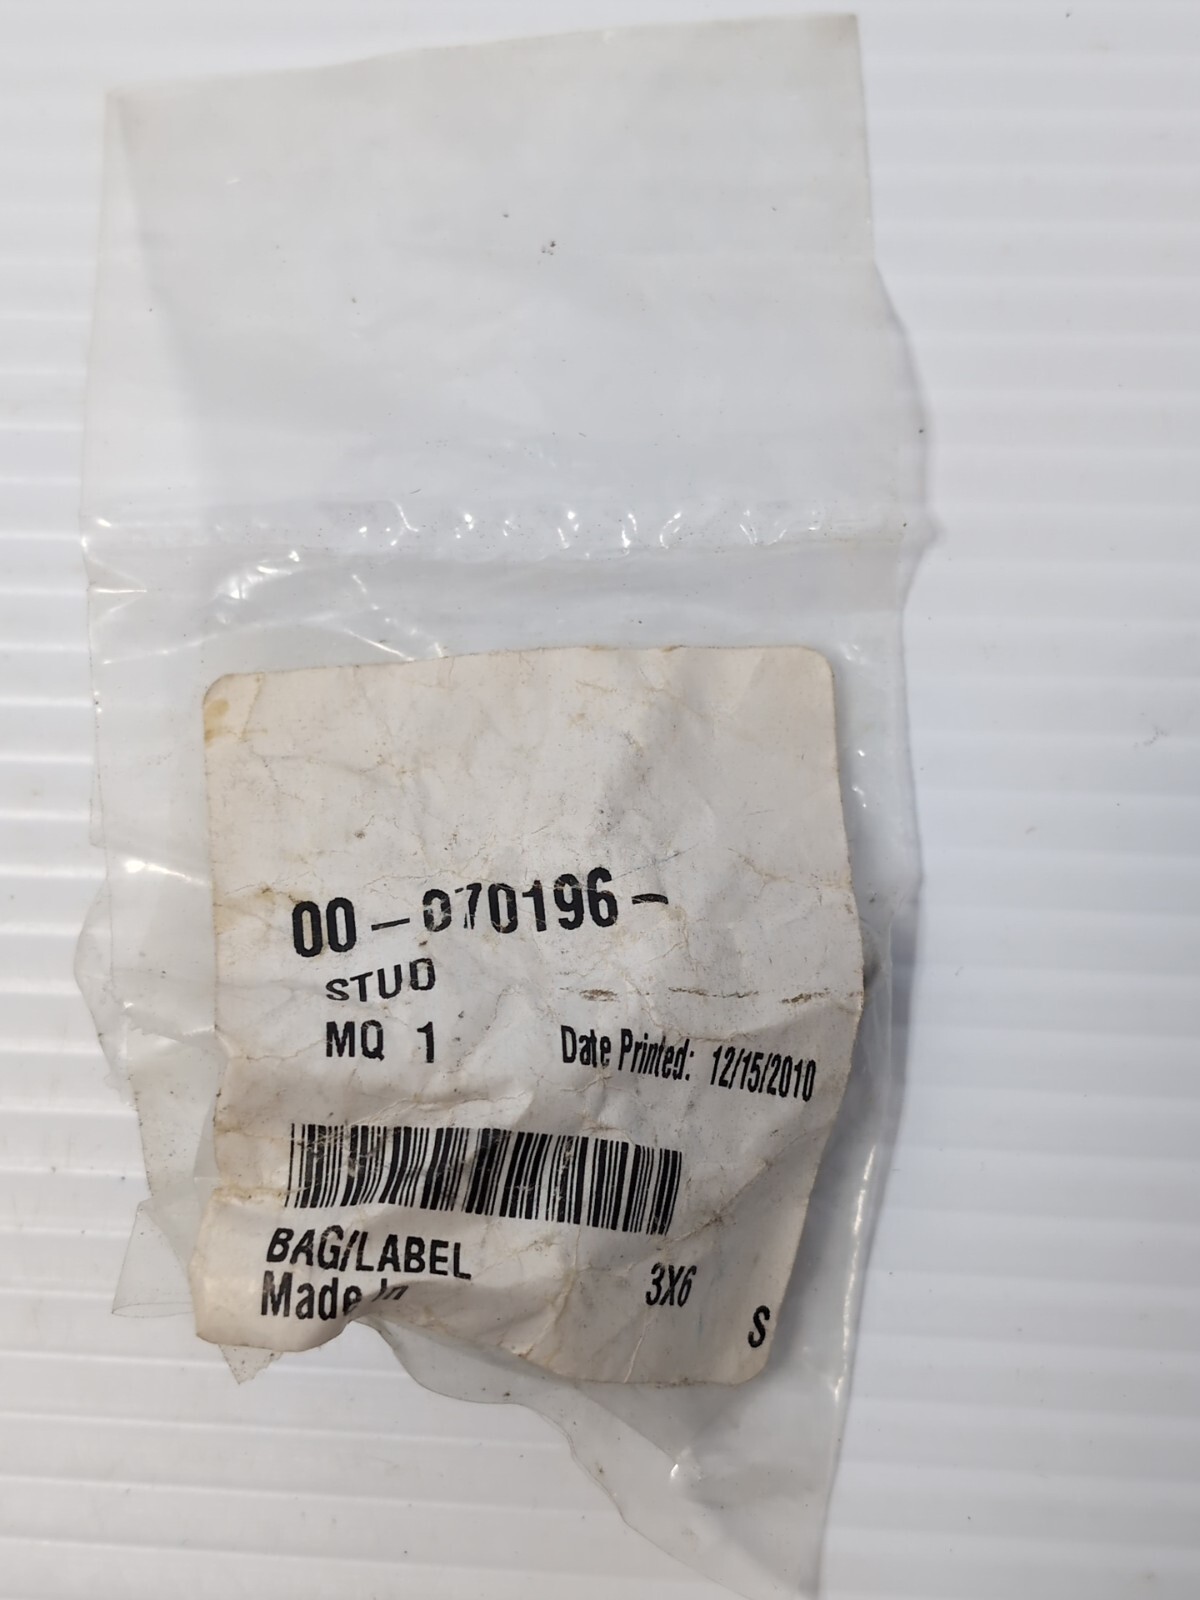 00-070196-
STUD
MQ 1
Date Printed: 12/15/2010
BAG/LABEL
3X6
Made In
S